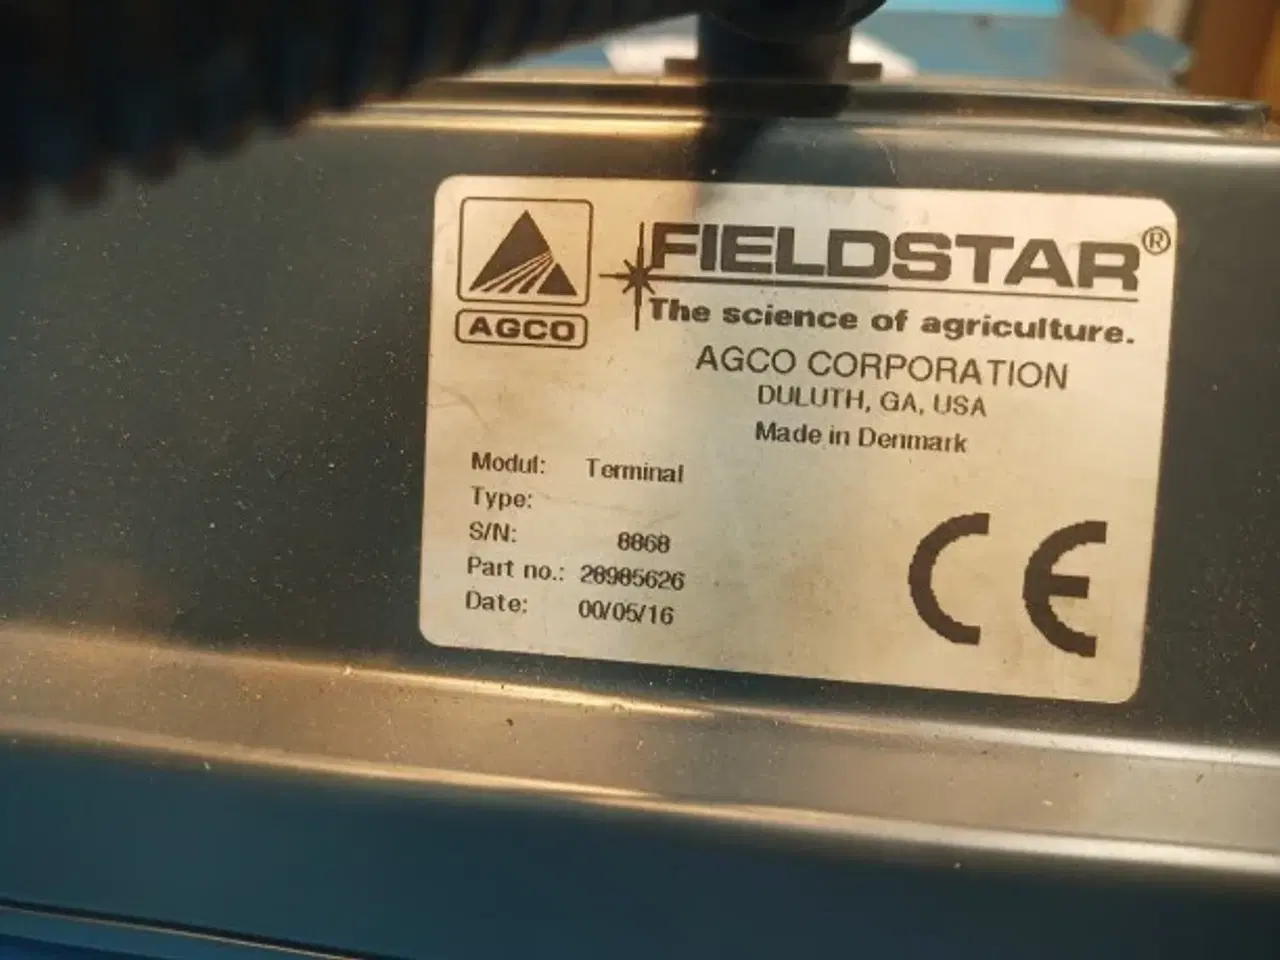 FIELDSTAR®
The science of agriculture.
AGCO
AGCO CORPORATION
DULUTH, GA, USA
Made in Denmark
Modul: Terminal
Type:
S/N: 8868
Part no.: 28985626
Date: 00/05/16
CE